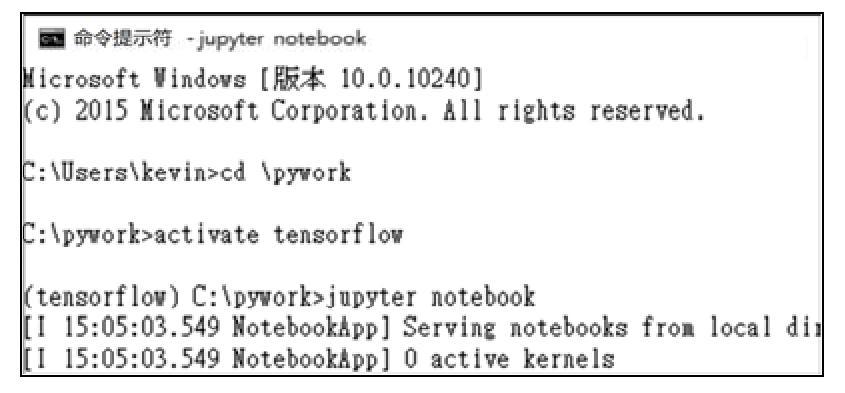 命令提示符 - jupyter notebook
Microsoft Windows [版本 10.0.10240]
(c) 2015 Microsoft Corporation. All rights reserved.
C:\Users\kevin>cd \pywork
C:\pywork>activate tensorflow
(tensorflow) C:\pywork>jupyter notebook
[I 15:05:03.549 NotebookApp] Serving notebooks from local
[I 15:05:03.549 NotebookApp] 0 active kernels